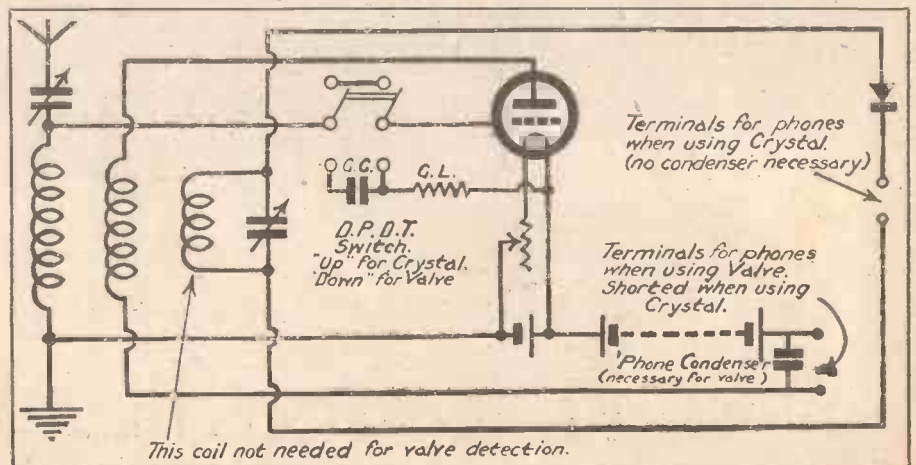 Terminals for phones
when using Crystal.
(no condenser necessary)
G.C.
G.L.
D.P.D.T.
Switch.
"Up" for Crystal.
"Down" for Valve
Terminals for phones
when using Valve.
Shorted when using
Crystal.
'Phone Condenser
(necessary for valve)
This coil not needed for valve detection.